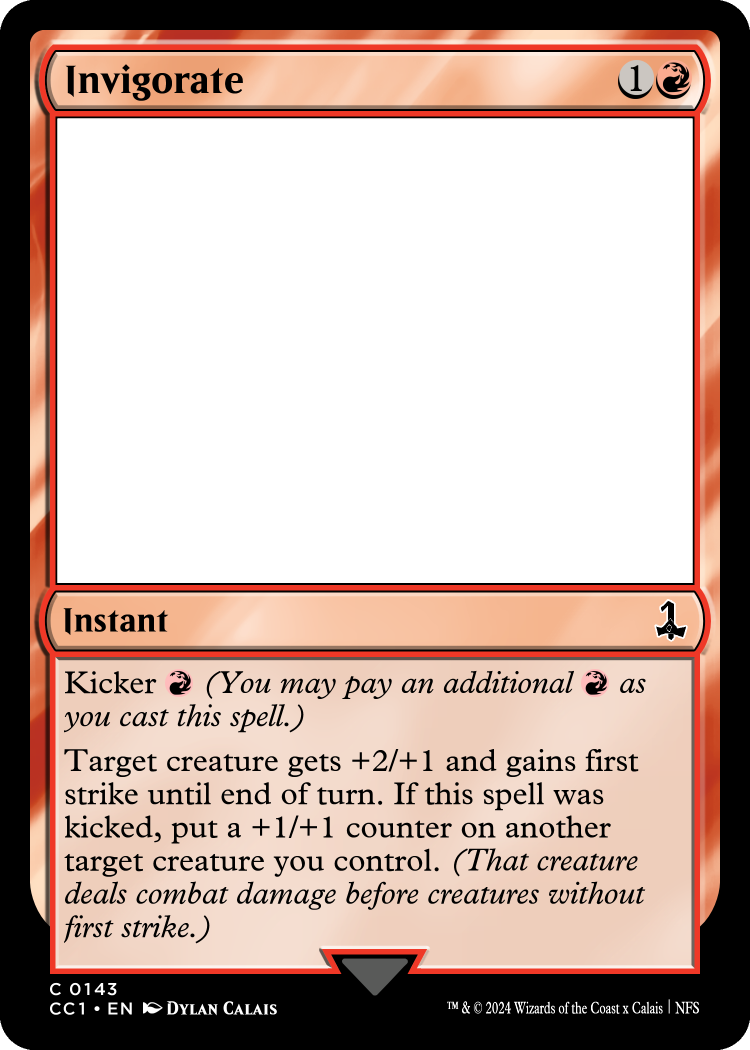 Invigorate 1
Instant
Kicker (You may pay an additional as
you cast this spell.)
Target creature gets +2/+1 and gains first
strike until end of turn. If this spell was
kicked, put a +1/+1 counter on another
target creature you control. (That creature
deals combat damage before creatures without
first strike.)
C 0143
CC1 • EN DYLAN CALAIS
™ & © 2024 Wizards of the Coast x Calais | NFS